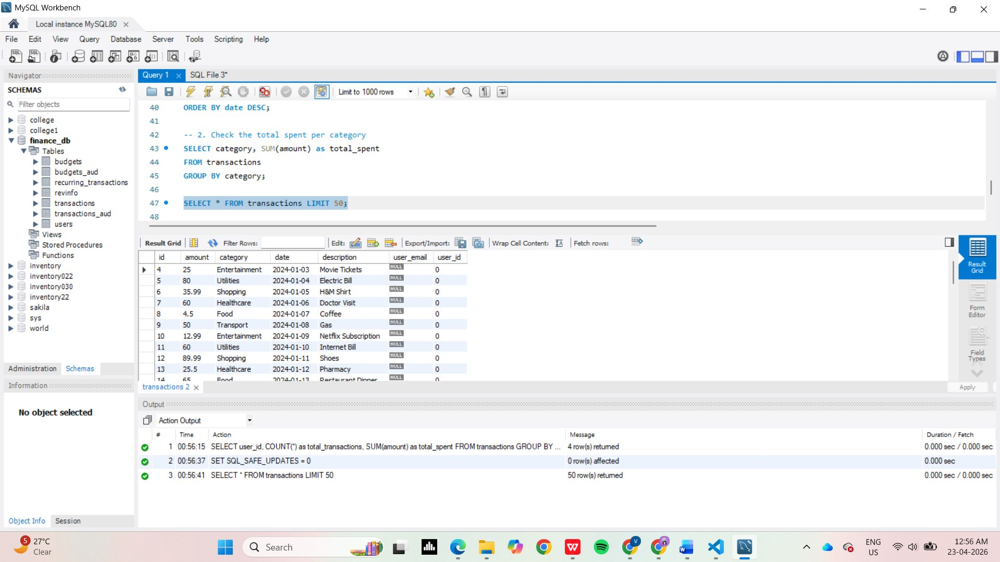 MySQL Workbench
Local instance MySQL80
File Edit View Query Database Server Tools Scripting Help
Navigator
Query 1
SQL File 3*
SCHEMAS
Limit to 1000 rows
Filter objects
college
college1
finance_db
Tables
budgets
budgets_aud
recurring_transactions
revinfo
transactions
transactions_aud
users
Views
Stored Procedures
Functions
inventory
inventory022
inventory030
inventory22
sakila
sys
world
Administration Schemas
Information
No object selected
Object Info Session
40 ORDER BY date DESC;
41
42 -- 2. Check the total spent per category
43 SELECT category, SUM(amount) as total_spent
44 FROM transactions
45 GROUP BY category;
46
47 SELECT * FROM transactions LIMIT 50;
48
Result Grid Filter Rows: Edit: Export/Import: Wrap Cell Content: Fetch rows:
id amount category date description user_email user_id
4 25 Entertainment 2024-01-03 Movie Tickets NULL 0
5 80 Utilities 2024-01-04 Electric Bill NULL 0
6 35.99 Shopping 2024-01-05 H&M Shirt NULL 0
7 60 Healthcare 2024-01-06 Doctor Visit NULL 0
8 4.5 Food 2024-01-07 Coffee NULL 0
9 50 Transport 2024-01-08 Gas NULL 0
10 12.99 Entertainment 2024-01-09 Netflix Subscription NULL 0
11 60 Utilities 2024-01-10 Internet Bill NULL 0
12 89.99 Shopping 2024-01-11 Shoes NULL 0
13 25.5 Healthcare 2024-01-12 Pharmacy NULL 0
14 65 Food 2024-01-13 Restaurant Dinner NULL 0
Result
Grid
Form
Editor
Field
Types
transactions 2
Apply
Output
Action Output
# Time Action Message Duration / Fetch
1 00:56:15 SELECT user_id, COUNT(*) as total_transactions, SUM(amount) as total_spent FROM transactions GROUP BY ... 4 row(s) returned 0.000 sec / 0.000 sec
2 00:56:37 SET SQL_SAFE_UPDATES = 0 0 row(s) affected 0.000 sec
3 00:56:41 SELECT * FROM transactions LIMIT 50 50 row(s) returned 0.000 sec / 0.000 sec
5
27°C
Clear
Search
ENG
US
12:56 AM
23-04-2026